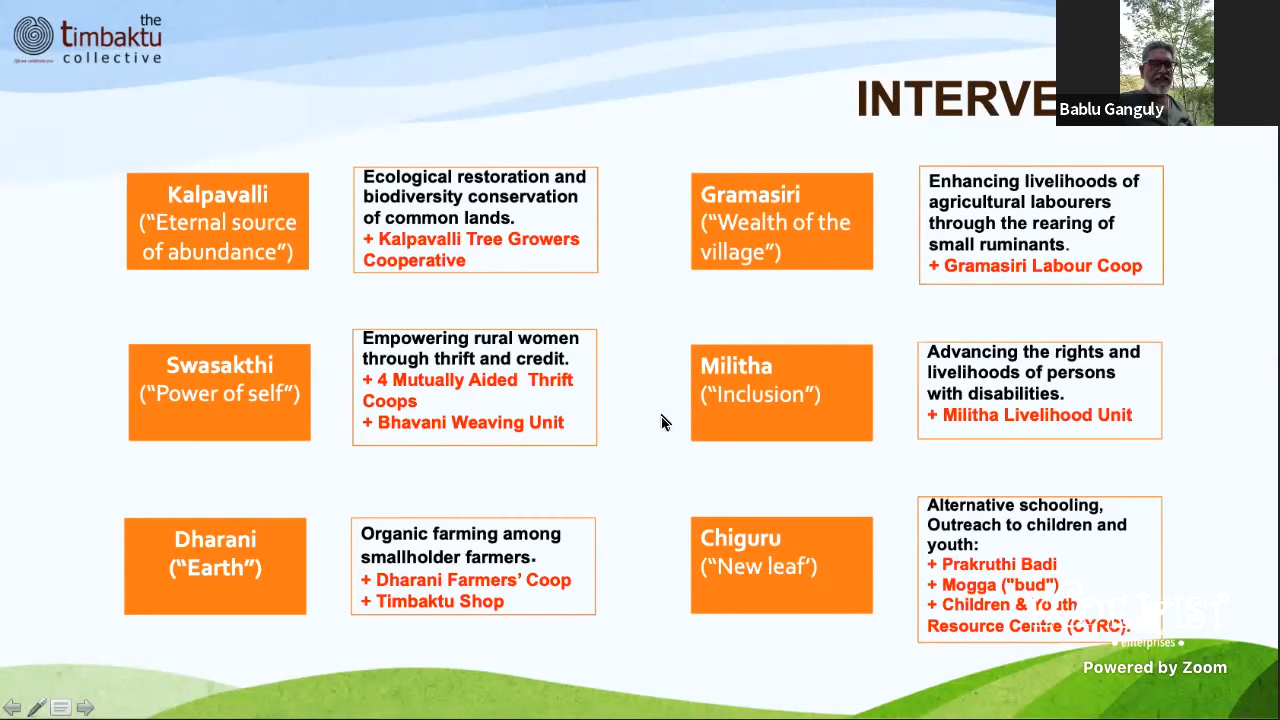 the
timbaktu
collective
INTERVE
Bablu Ganguly
Kalpavalli
(“Eternal source
of abundance”)
Ecological restoration and
biodiversity conservation
of common lands.
+ Kalpavalli Tree Growers
Cooperative
Gramasiri
(“Wealth of the
village”)
Enhancing livelihoods of
agricultural labourers
through the rearing of
small ruminants.
+ Gramasiri Labour Coop
Swasakthi
(“Power of self”)
Empowering rural women
through thrift and credit.
+ 4 Mutually Aided Thrift
Coops
+ Bhavani Weaving Unit
Militha
(“Inclusion”)
Advancing the rights and
livelihoods of persons
with disabilities.
+ Militha Livelihood Unit
Dharani
(“Earth”)
Organic farming among
smallholder farmers.
+ Dharani Farmers’ Coop
+ Timbaktu Shop
Chiguru
(“New leaf’)
Alternative schooling,
Outreach to children and
youth:
+ Prakruthi Badi
+ Mogga ("bud")
+ Children & Youth
Resource Centre (CYRC).
enterprises
Powered by Zoom